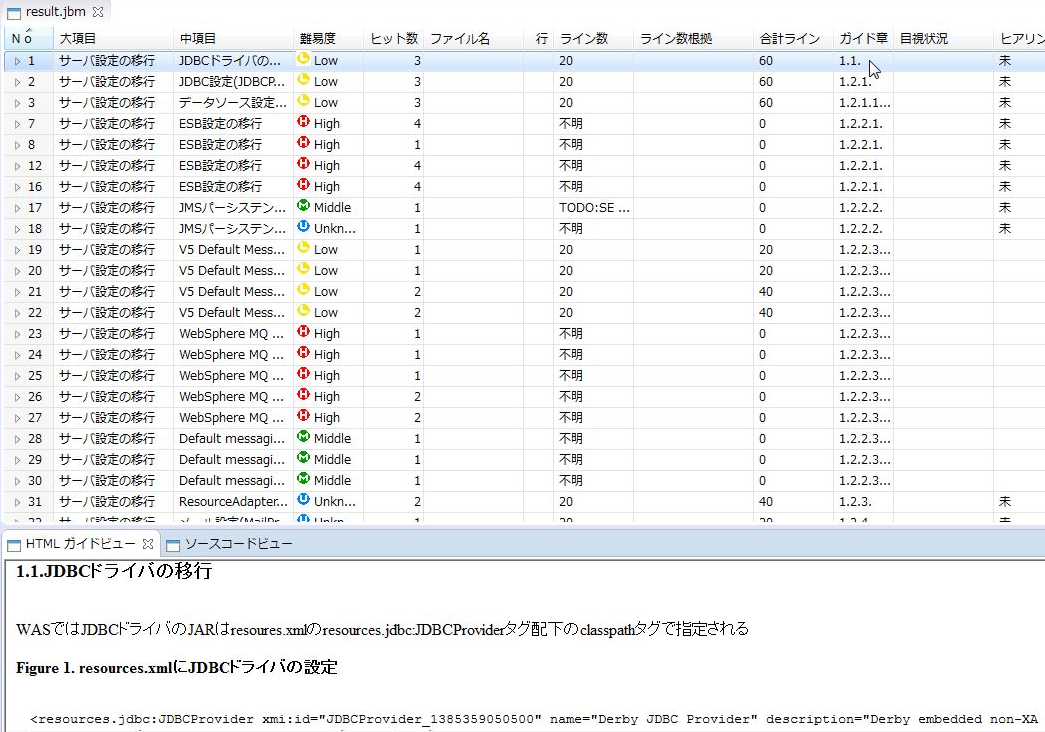 result.jbm
No 大項目 中項目 難易度 ヒット数 ファイル名 行 ライン数 ライン数根拠 合計ライン ガイド章 目視状況 ヒアリン
1 サーバ設定の移行 JDBCドライバの... Low 3 20 60 1.1. 未
2 サーバ設定の移行 JDBC設定(JDBCP... Low 3 20 60 1.2.1. 未
3 サーバ設定の移行 データソース設定... Low 3 20 60 1.2.1.1... 未
7 サーバ設定の移行 ESB設定の移行 High 4 不明 0 1.2.2.1. 未
8 サーバ設定の移行 ESB設定の移行 High 1 不明 0 1.2.2.1. 未
12 サーバ設定の移行 ESB設定の移行 High 4 不明 0 1.2.2.1. 未
16 サーバ設定の移行 ESB設定の移行 High 4 不明 0 1.2.2.1. 未
17 サーバ設定の移行 JMSパーシステン... Middle 1 TODO:SE ... 0 1.2.2.2. 未
18 サーバ設定の移行 JMSパーシステン... Unkn... 1 不明 0 1.2.2.2. 未
19 サーバ設定の移行 V5 Default Mess... Low 1 20 20 1.2.2.3...
20 サーバ設定の移行 V5 Default Mess... Low 1 20 20 1.2.2.3...
21 サーバ設定の移行 V5 Default Mess... Low 2 20 40 1.2.2.3...
22 サーバ設定の移行 V5 Default Mess... Low 2 20 40 1.2.2.3...
23 サーバ設定の移行 WebSphere MQ ... High 1 不明 0 1.2.2.3...
24 サーバ設定の移行 WebSphere MQ ... High 1 不明 0 1.2.2.3...
25 サーバ設定の移行 WebSphere MQ ... High 1 不明 0 1.2.2.3...
26 サーバ設定の移行 WebSphere MQ ... High 2 不明 0 1.2.2.3...
27 サーバ設定の移行 WebSphere MQ ... High 2 不明 0 1.2.2.3...
28 サーバ設定の移行 Default messagi... Middle 1 不明 0 1.2.2.3...
29 サーバ設定の移行 Default messagi... Middle 1 不明 0 1.2.2.3...
30 サーバ設定の移行 Default messagi... Middle 1 不明 0 1.2.2.3...
31 サーバ設定の移行 ResourceAdapter... Unkn... 2 20 40 1.2.3. 未
HTML ガイドビュー ソースコードビュー
1.1.JDBCドライバの移行
WASではJDBCドライバのJARはresoures.xmlのresources.jdbc:JDBCProviderタグ配下のclasspathタグで指定される
Figure 1. resources.xmlにJDBCドライバの設定
<resources.jdbc:JDBCProvider xmi:id="JDBCProvider_1385359050500" name="Derby JDBC Provider" description="Derby embedded non-XA